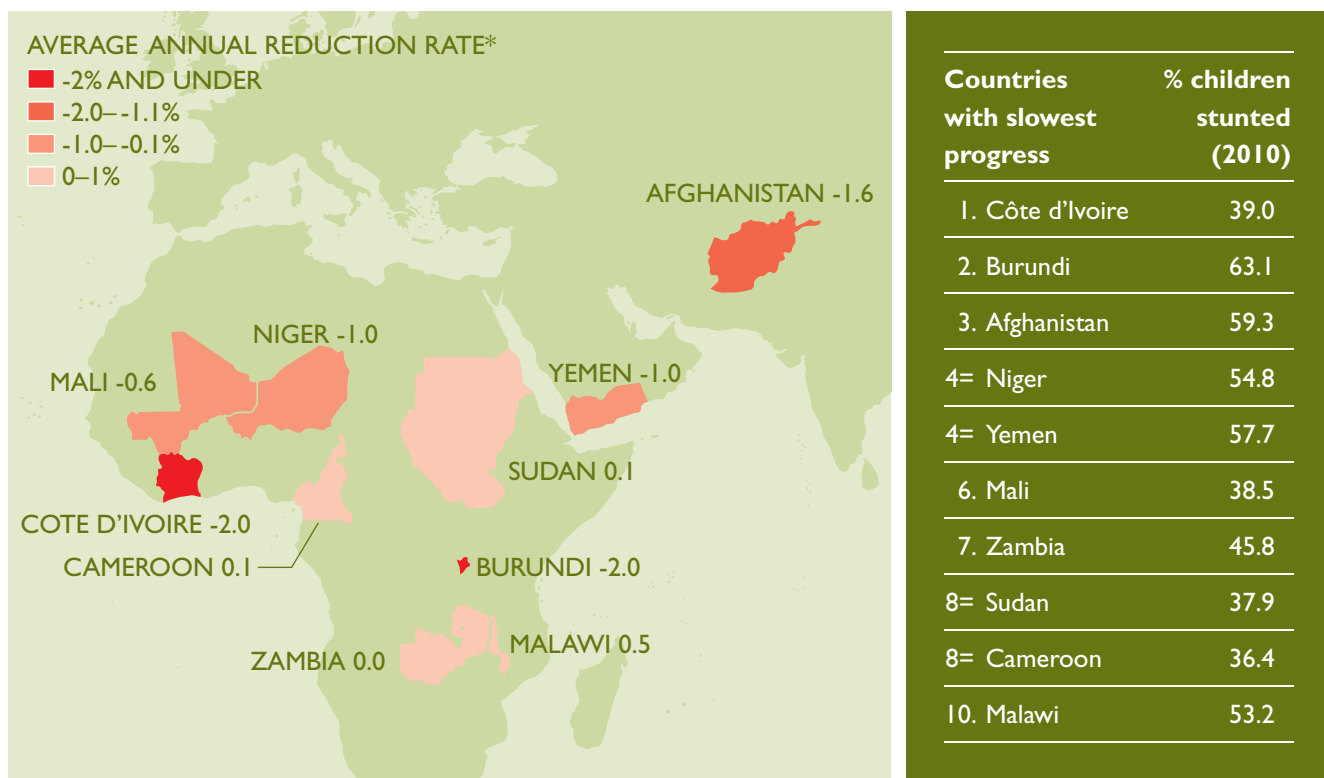 AVERAGE ANNUAL REDUCTION RATE*
-2% AND UNDER
-2.0– -1.1%
-1.0– -0.1%
0–1%
AFGHANISTAN -1.6
NIGER -1.0
MALI -0.6
YEMEN -1.0
SUDAN 0.1
COTE D’IVOIRE -2.0
CAMEROON 0.1
BURUNDI -2.0
MALAWI 0.5
ZAMBIA 0.0
Countries % children
with slowest stunted
progress (2010)
1. Côte d’Ivoire 39.0
2. Burundi 63.1
3. Afghanistan 59.3
4= Niger 54.8
4= Yemen 57.7
6. Mali 38.5
7. Zambia 45.8
8= Sudan 37.9
8= Cameroon 36.4
10. Malawi 53.2